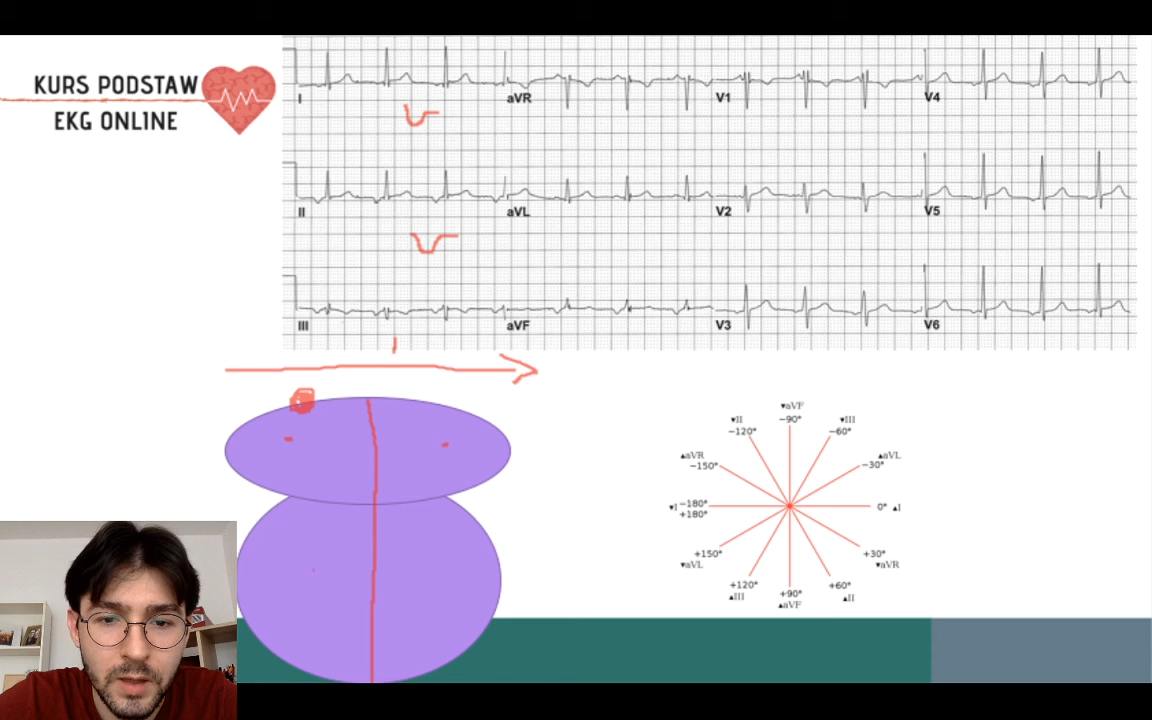 KURS PODSTAW
EKG ONLINE
I
aVR
V1
V4
II
aVL
V2
V5
III
aVF
V3
V6
I
▾aVF
−90°
▾II
−120°
▾III
−60°
▴aVR
−150°
▴aVL
−30°
▾I −180°
+180°
0° ▴I
+150°
▾aVL
+30°
▾aVR
+120°
▴III
+90°
▴aVF
+60°
▴II